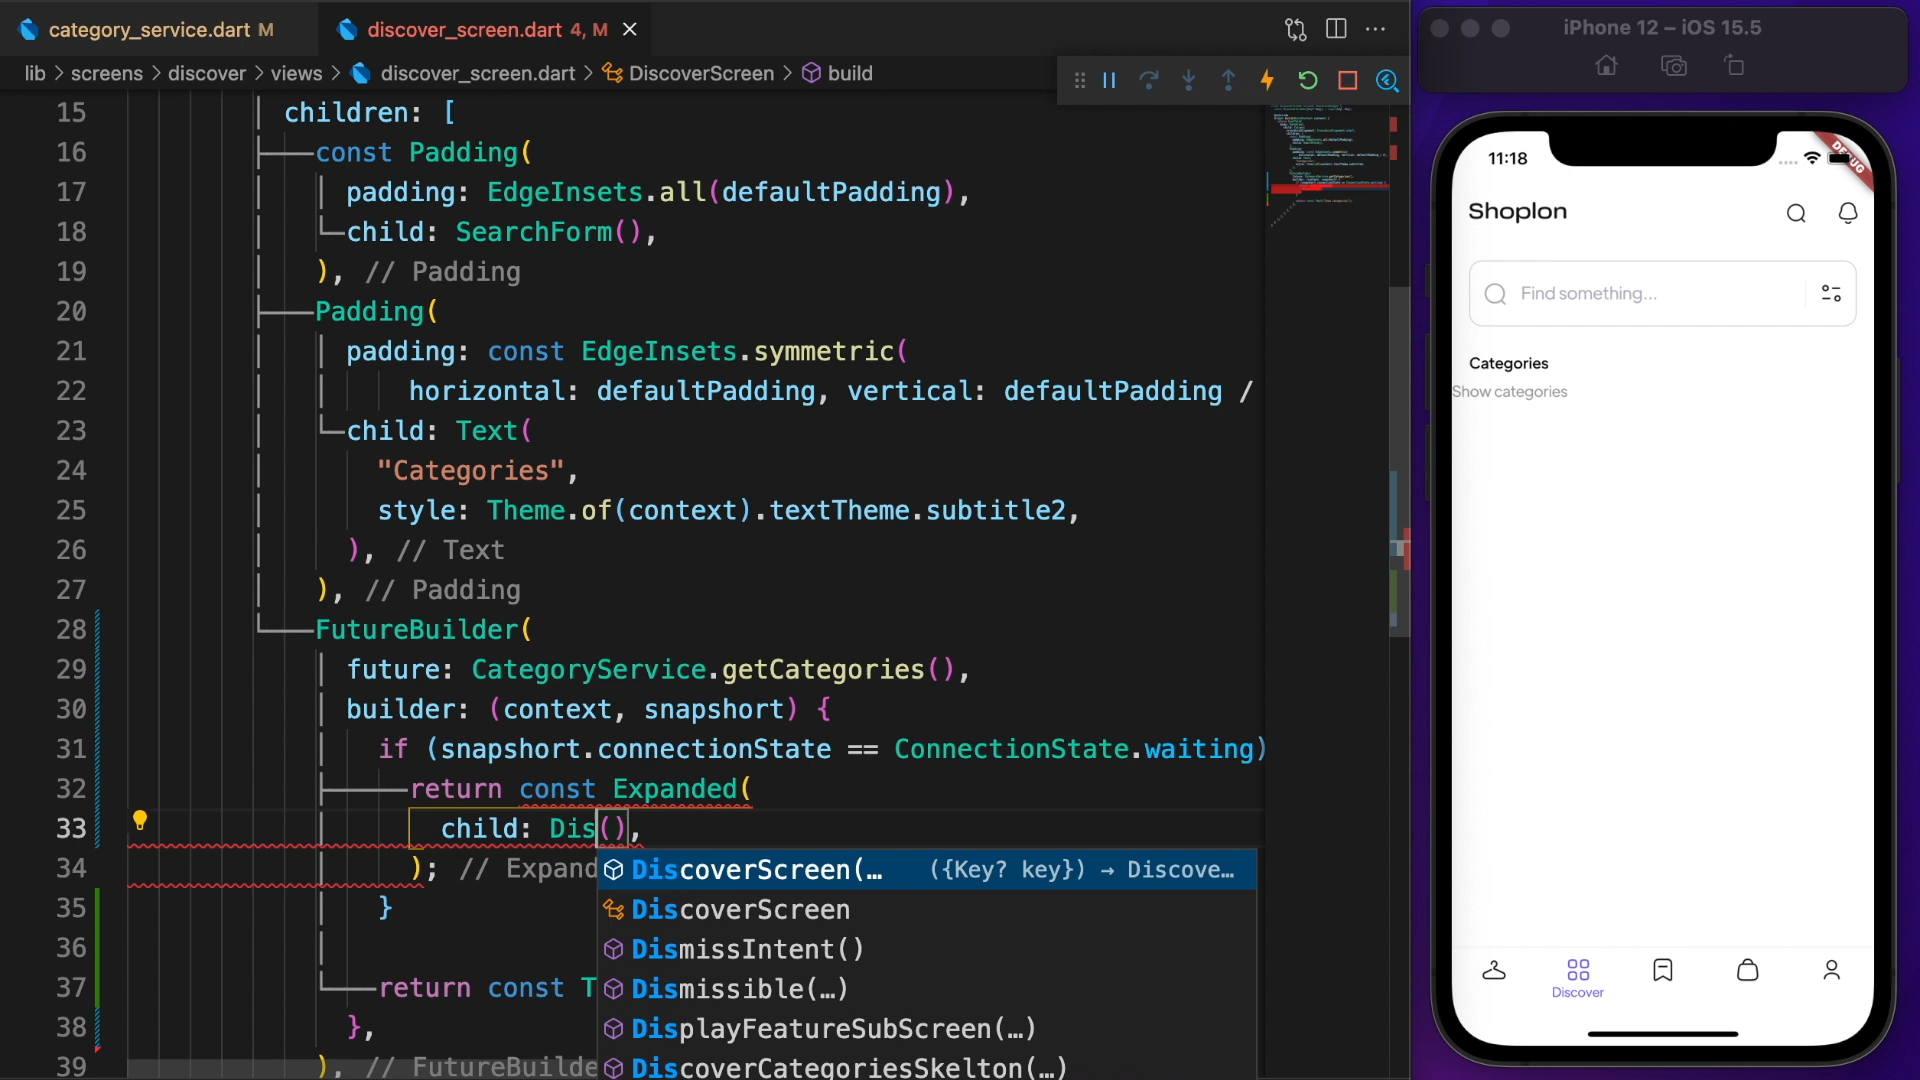 category_service.dart M
discover_screen.dart 4, M
lib > screens > discover > views > discover_screen.dart > DiscoverScreen > build
15 children: [
16 const Padding(
17 padding: EdgeInsets.all(defaultPadding),
18 child: SearchForm(),
19 ), // Padding
20 Padding(
21 padding: const EdgeInsets.symmetric(
22 horizontal: defaultPadding, vertical: defaultPadding /
23 child: Text(
24 "Categories",
25 style: Theme.of(context).textTheme.subtitle2,
26 ), // Text
27 ), // Padding
28 FutureBuilder(
29 future: CategoryService.getCategories(),
30 builder: (context, snapshort) {
31 if (snapshort.connectionState == ConnectionState.waiting)
32 return const Expanded(
33 child: Dis(),
34 ); // Expand
35 }
36
37 return const T
38 },
39 ), // FutureBuilde
DiscoverScreen(… ({Key? key}) → Discove…
DiscoverScreen
DismissIntent()
Dismissible(…)
DisplayFeatureSubScreen(…)
DiscoverCategoriesSkelton(…)
iPhone 12 – iOS 15.5
11:18
DEBUG
Shoplon
Find something...
Categories
Show categories
Discover